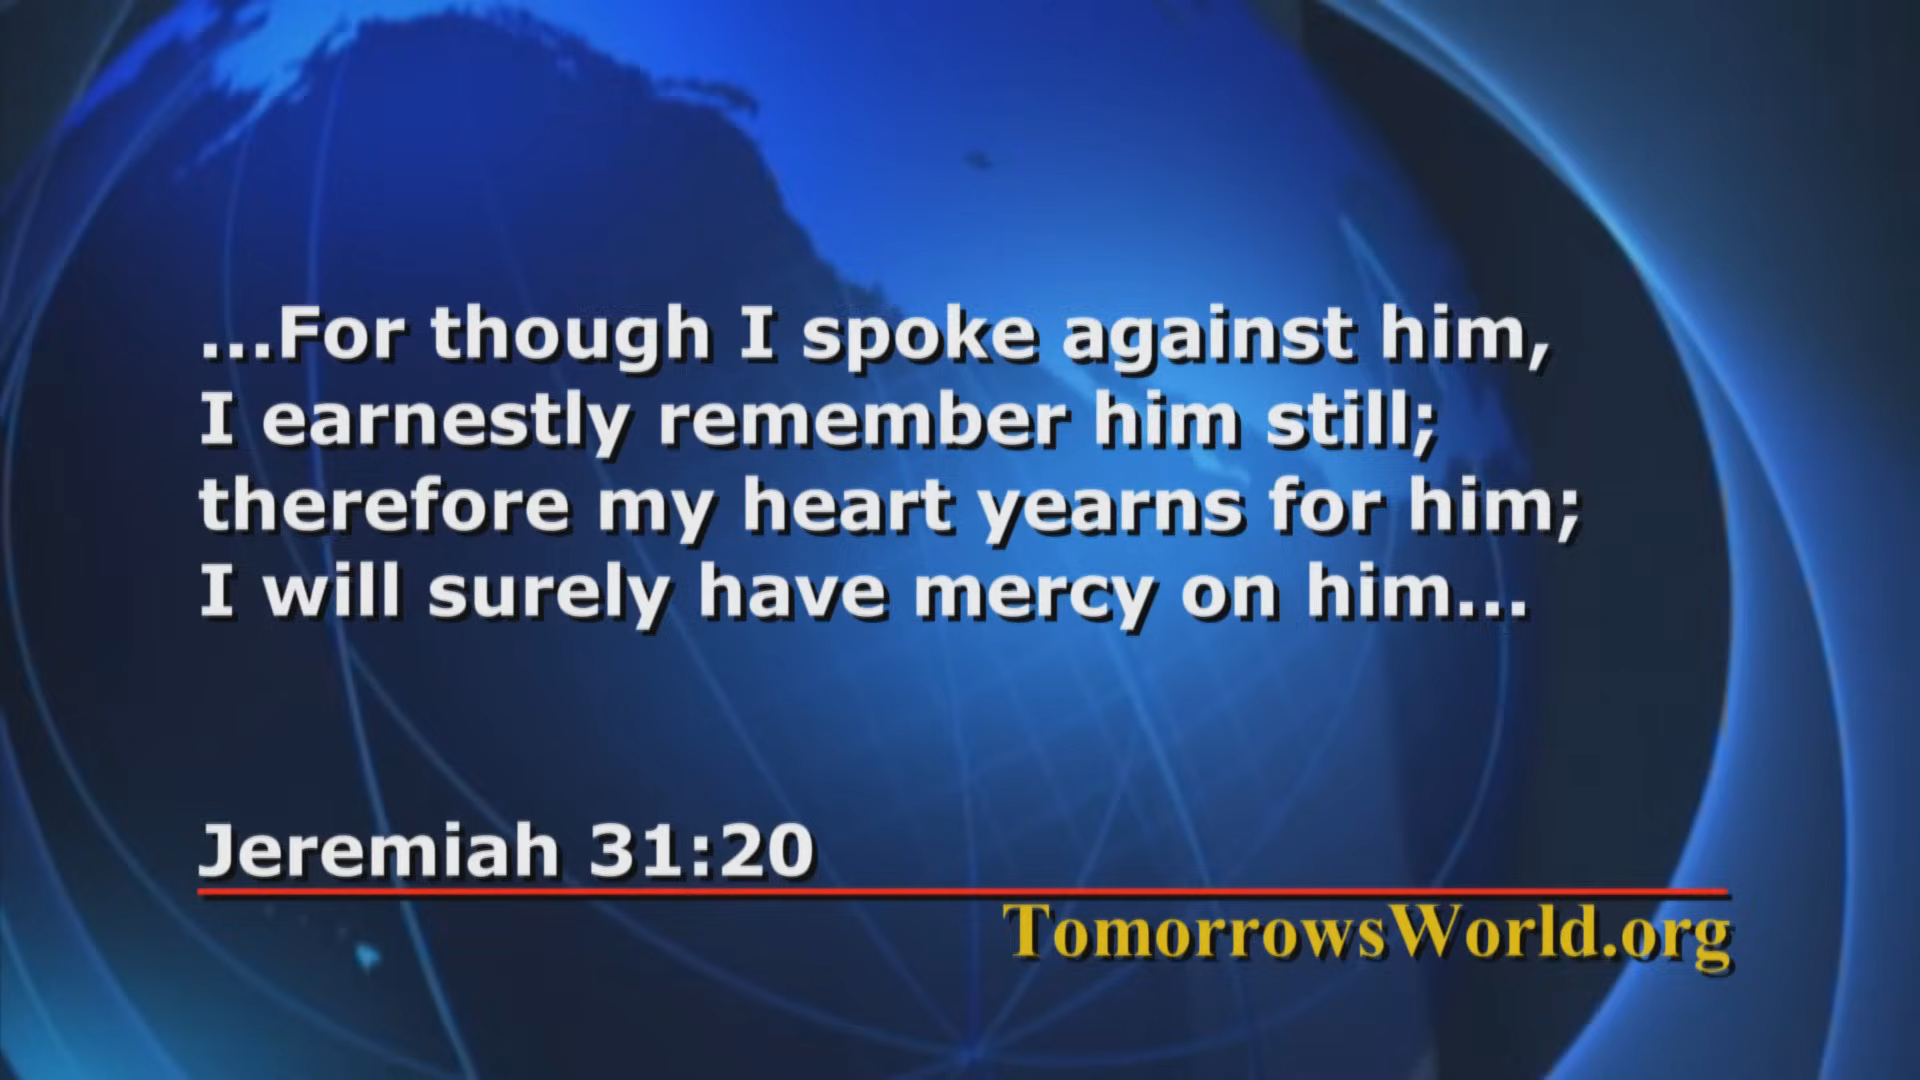 ...For though I spoke against him,
I earnestly remember him still;
therefore my heart yearns for him;
I will surely have mercy on him...
Jeremiah 31:20
TomorrowsWorld.org